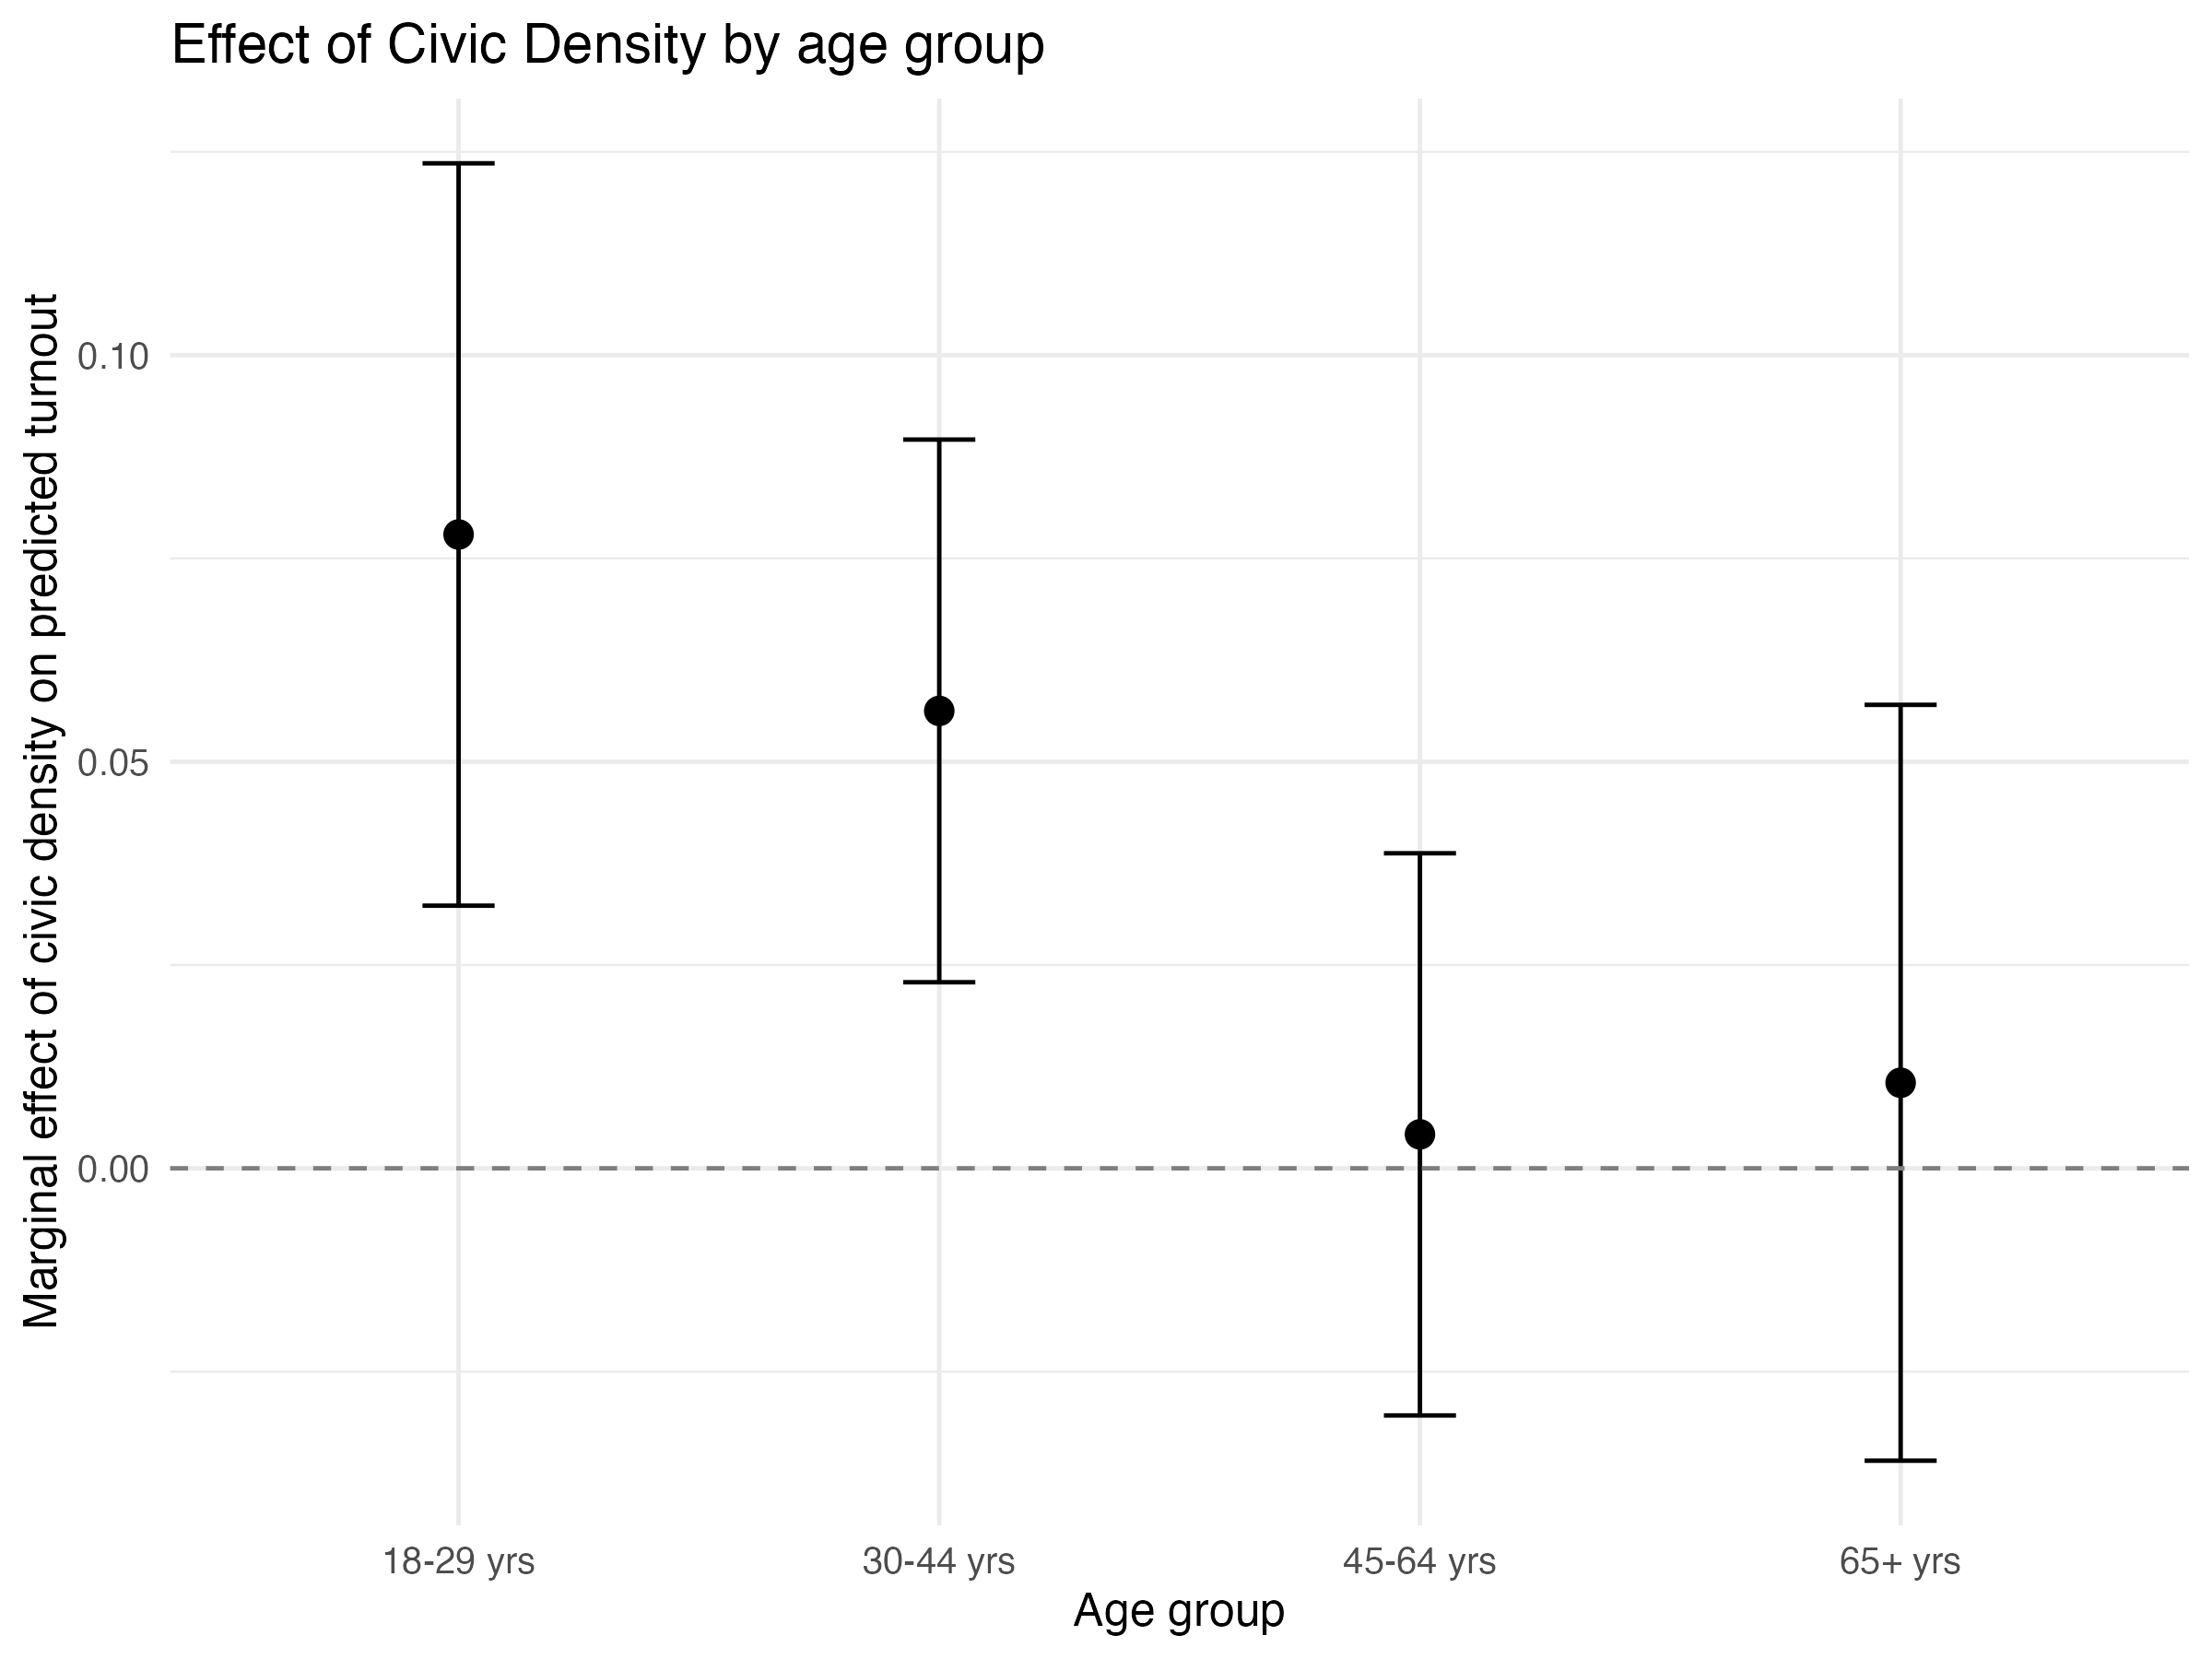 Effect of Civic Density by age group
Marginal effect of civic density on predicted turnout
0.10
0.05
0.00
18-29 yrs
30-44 yrs
45-64 yrs
65+ yrs
Age group